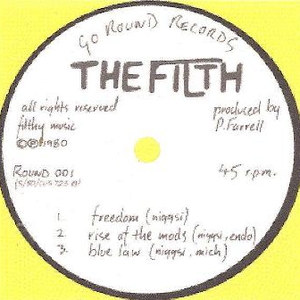 GO ROUND RECORDS
THE FILTH
all rights reserved
filthy music
©℗1980
produced by
P. Farrell
ROUND 001
45 r.p.m.
1. freedom (niggsi)
2. rise of the mods (niggsi, endo)
3. blue law (niggsi, mich)